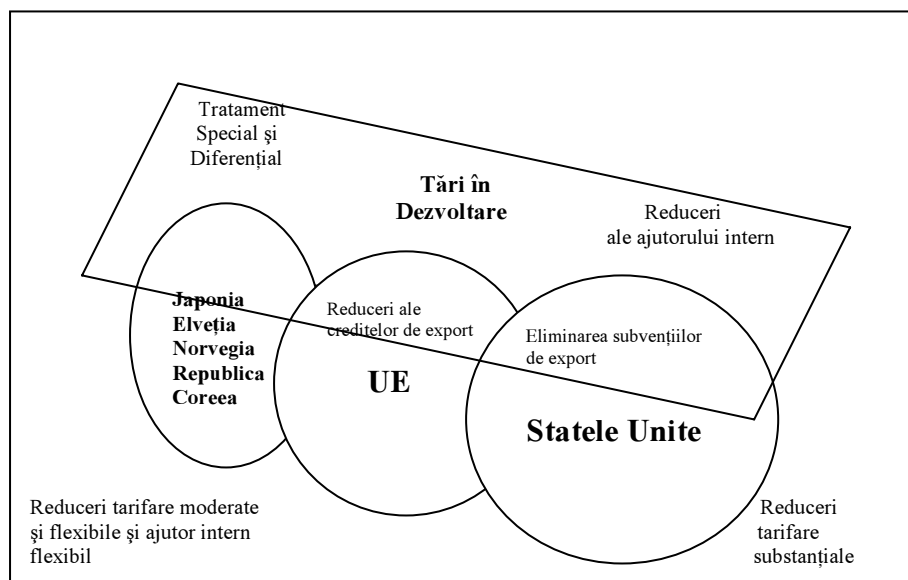 Tratament
Special şi
Diferenţial
Tări în
Dezvoltare
Reduceri
ale ajutorului intern
Japonia
Elveţia
Norvegia
Republica
Coreea
Reduceri ale
creditelor de export
UE
Eliminarea subvenţiilor
de export
Statele Unite
Reduceri tarifare moderate
şi flexibile şi ajutor intern
flexibil
Reduceri
tarifare
substanţiale